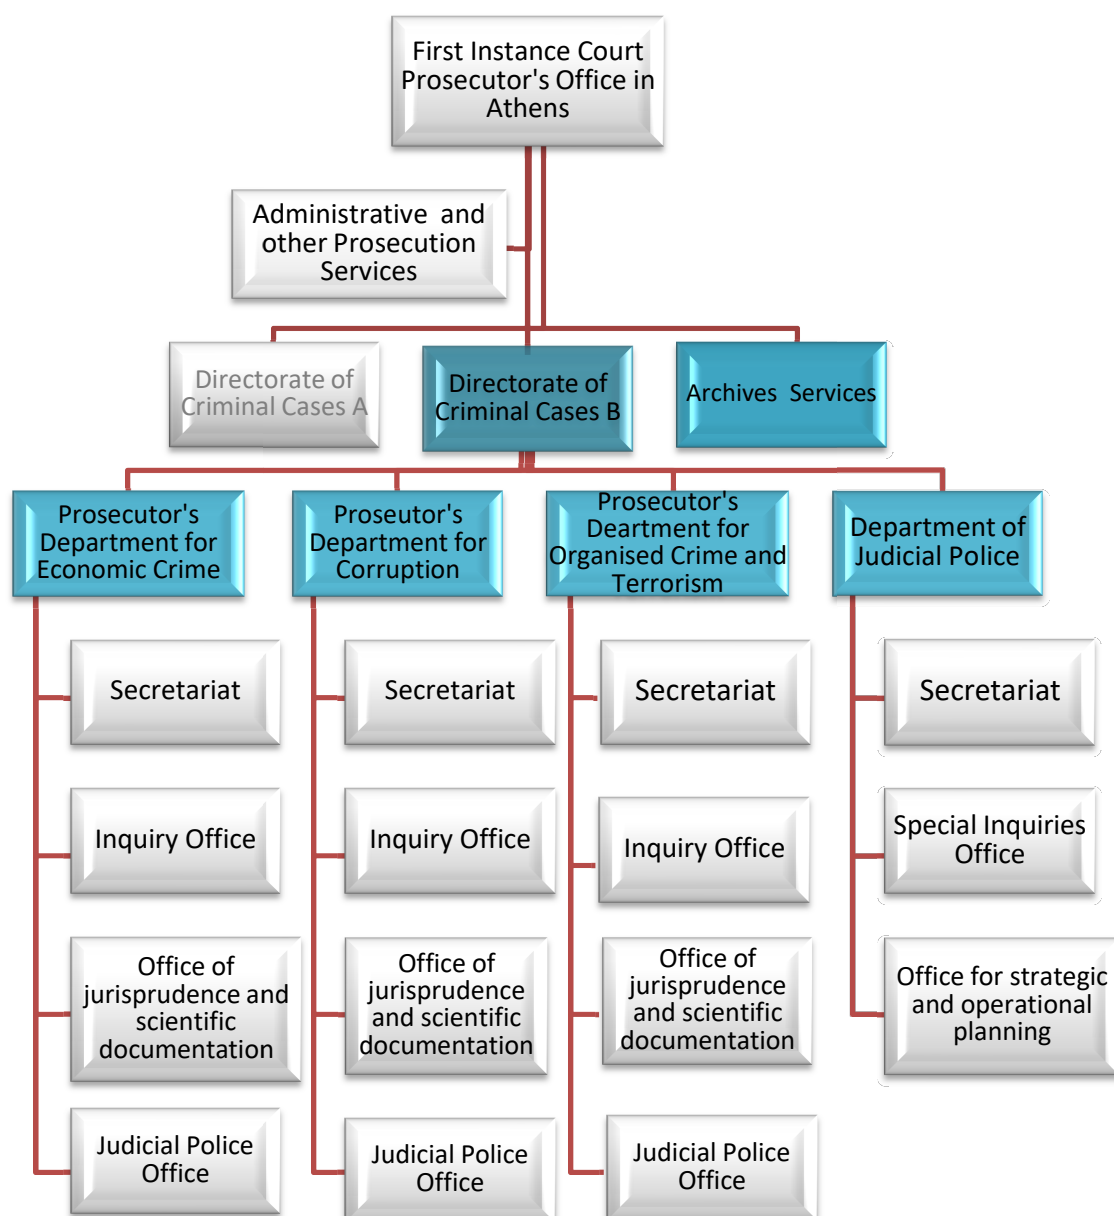 First Instance Court
Prosecutor's Office in
Athens
Administrative and
other Prosecution
Services
Directorate of
Criminal Cases A
Directorate of
Criminal Cases B
Archives Services
Prosecutor's
Department for
Economic Crime
Proseutor's
Department for
Corruption
Prosecutor's
Deartment for
Organised Crime and
Terrorism
Department of
Judicial Police
Secretariat
Secretariat
Secretariat
Secretariat
Inquiry Office
Inquiry Office
Inquiry Office
Special Inquiries
Office
Office of
jurisprudence and
scientific
documentation
Office of
jurisprudence
and scientific
documentation
Office of
jurisprudence
and scientific
documentation
Office for strategic
and operational
planning
Judicial Police
Office
Judicial Police
Office
Judicial Police
Office